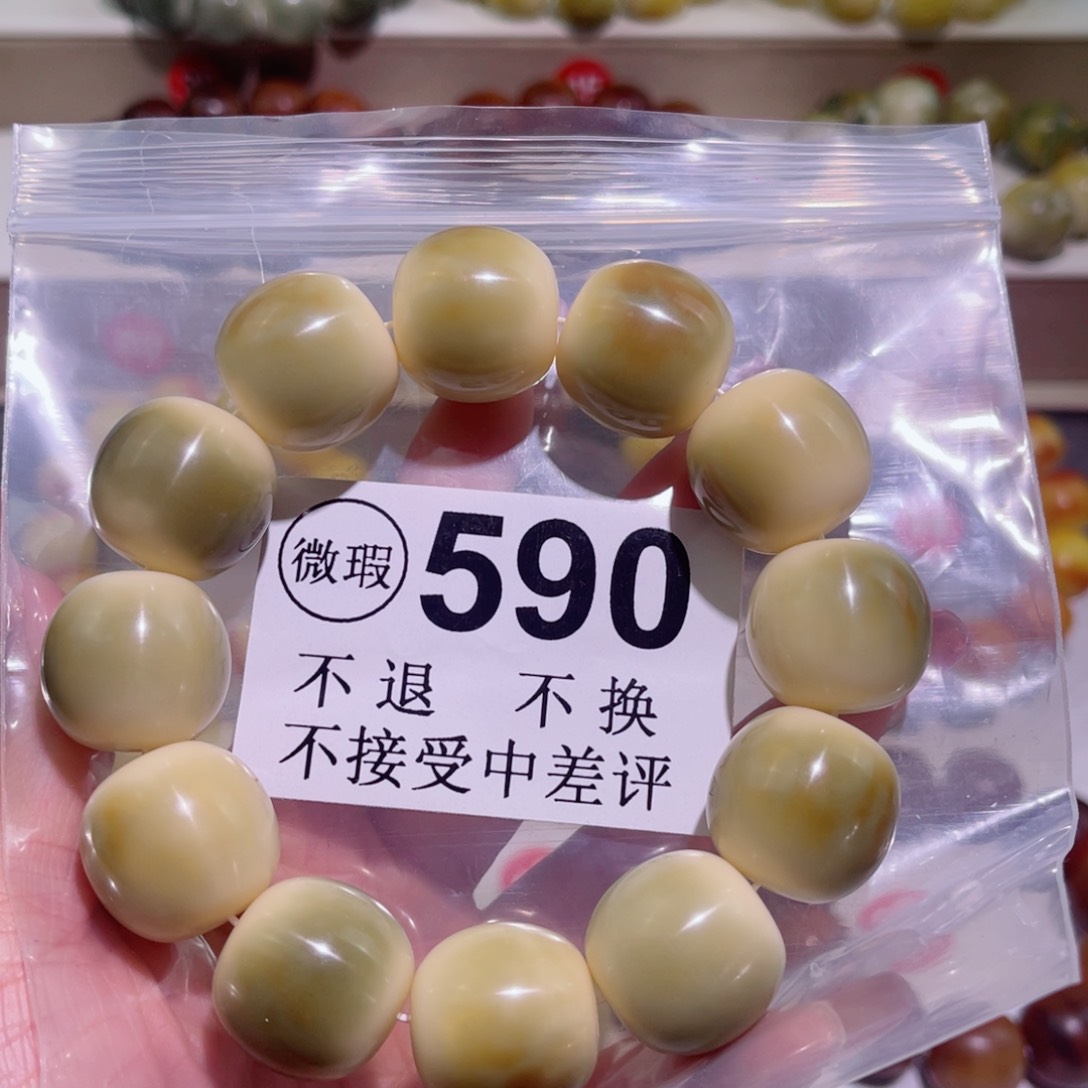 微瑕 590
不退 不换
不接受中差评